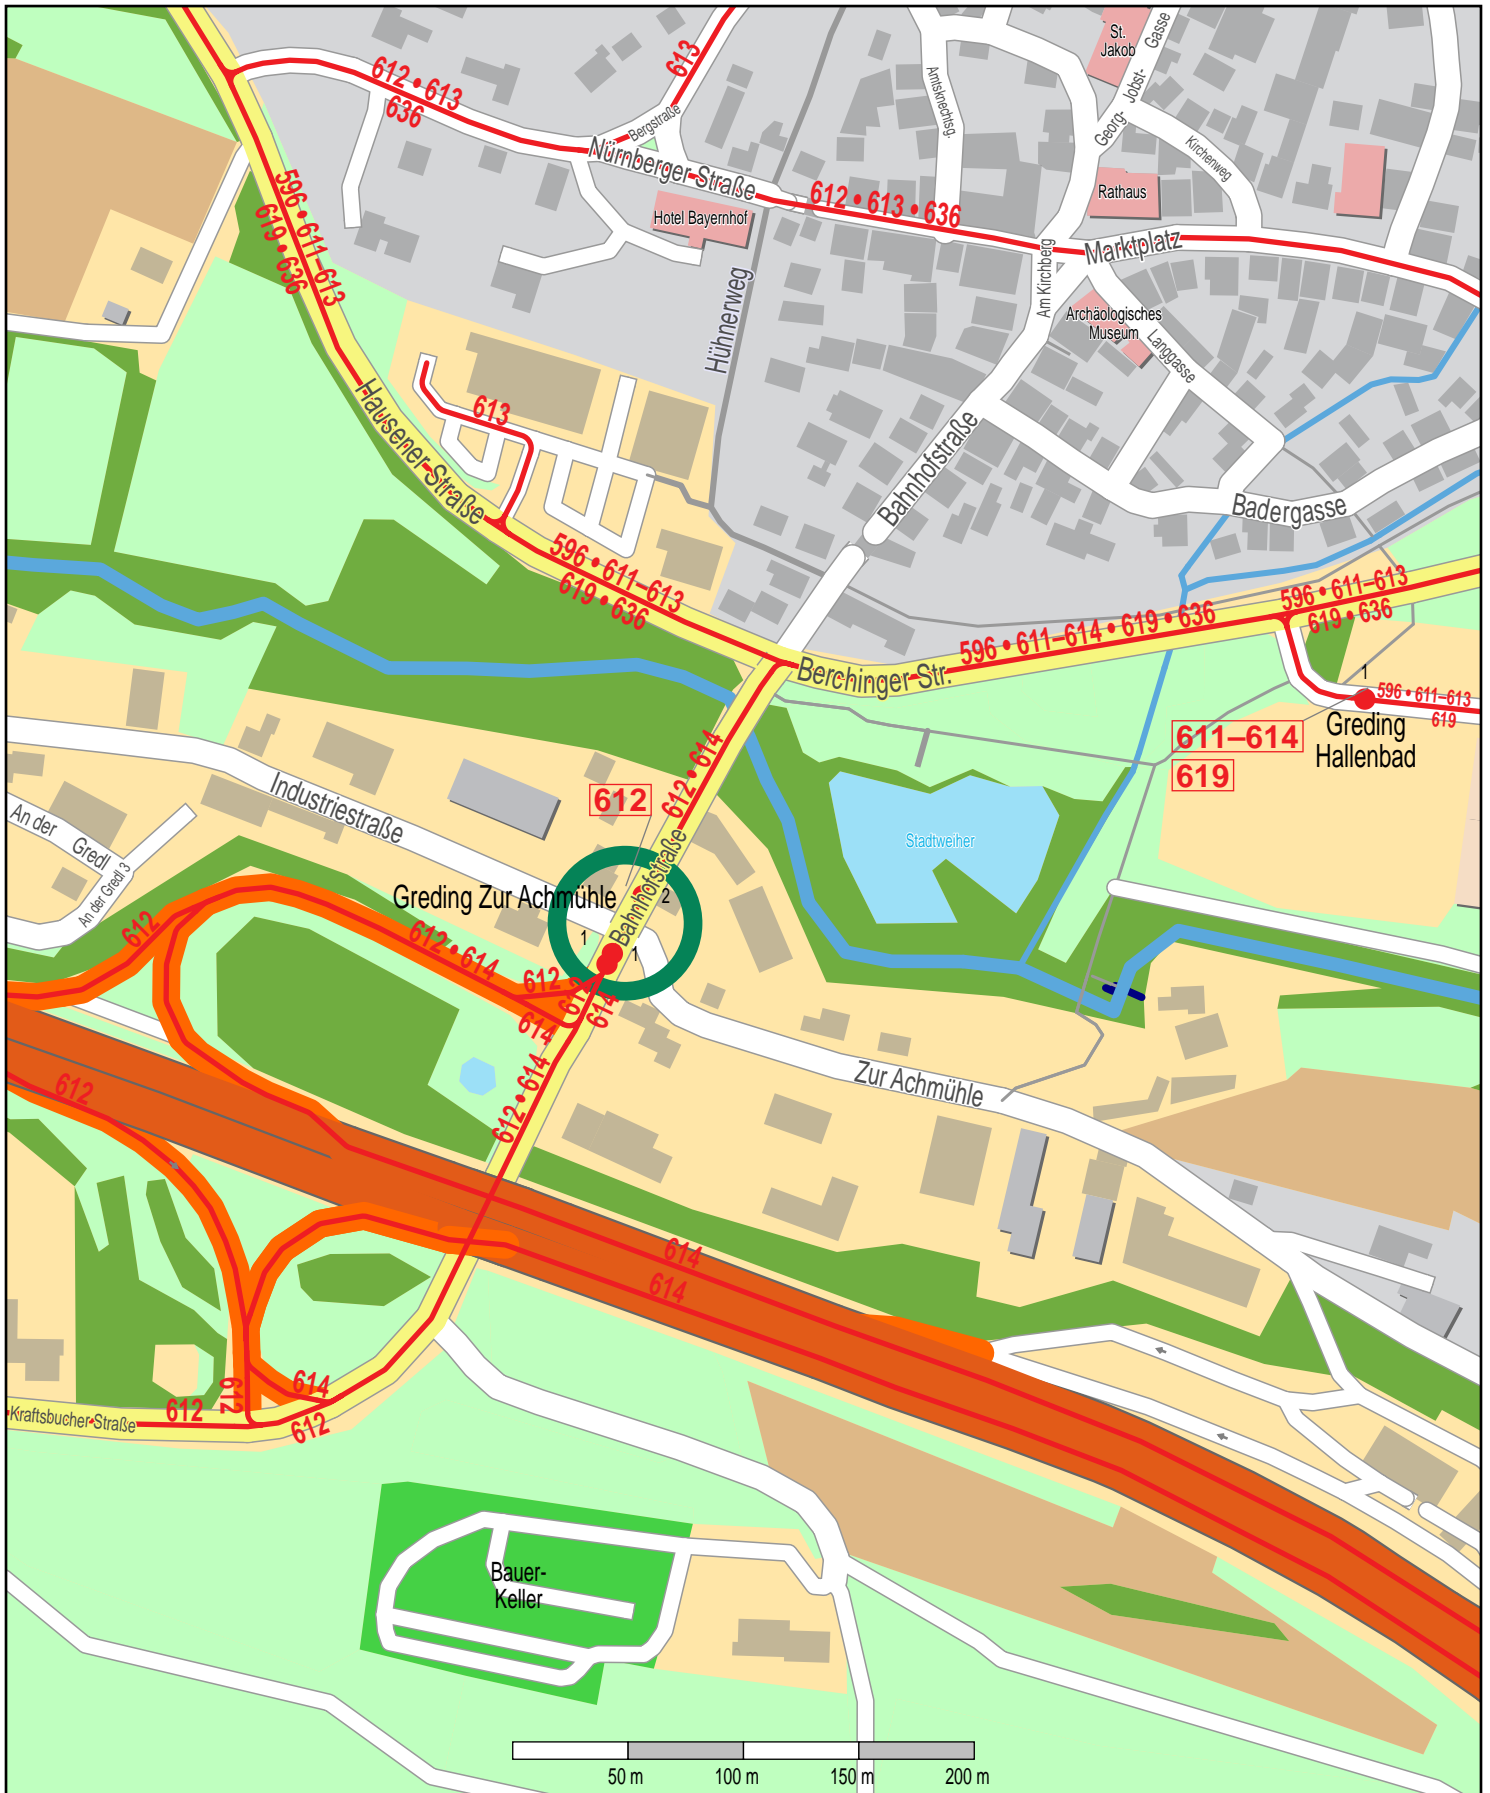 St.
Jakob
Georg- Jobst- Gasse
613
612 • 613
636
Amtsknechtsg.
Bergstraße
Nürnberger Straße
Kirchenweg
Rathaus
612 • 613 • 636
Hotel Bayernhof
596 • 611–613
619 • 636
Marktplatz
Am Kirchberg
Hühnerweg
Archäologisches
Museum
Langgasse
613
Hausener Straße
Bahnhofstraße
Badergasse
596 • 611–613
619 • 636
596 • 611–613
619 • 636
596 • 611–614 • 619 • 636
Berchinger Str.
1
596 • 611–613
619
Greding
Hallenbad
611–614
619
612 • 614
Industriestraße
612
An der Gredl
An der Gredl 3
Stadtweiher
Bahnhofstraße
Greding Zur Achmühle
2
1
1
612
612 • 614
612
612
614
614
612 • 614
Zur Achmühle
612
614
614
614
612
612
612
Kraftsbucher Straße
Bauer-
Keller
50 m
100 m
150 m
200 m